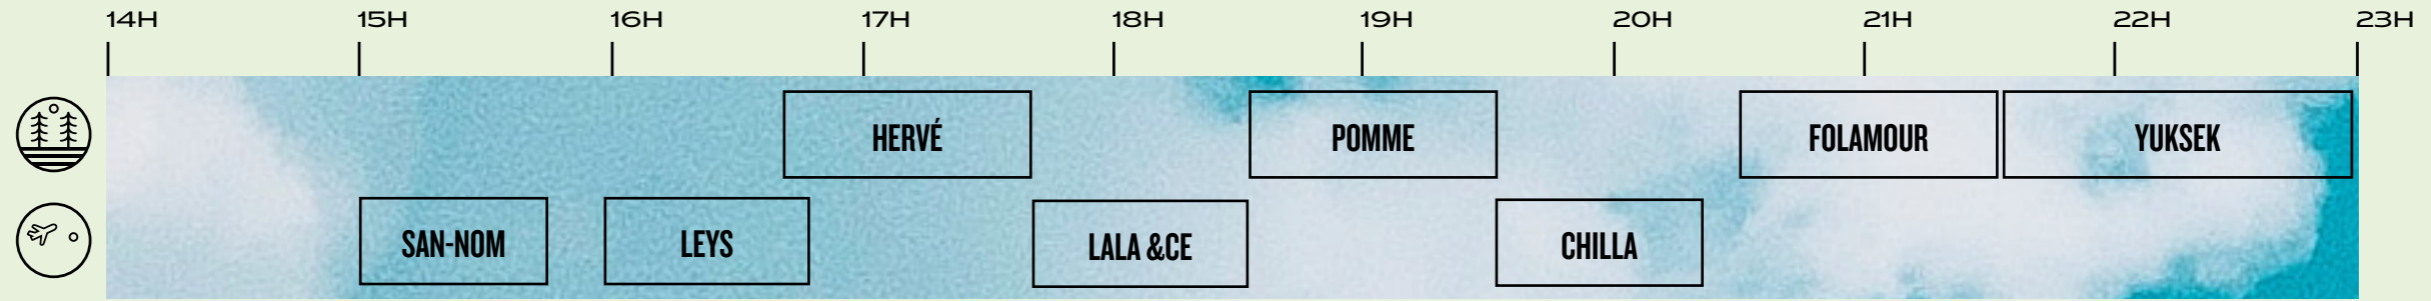 14H 15H 16H 17H 18H 19H 20H 21H 22H 23H
HERVÉ POMME FOLAMOUR YUKSEK
SAN-NOM LEYS LALA &CE CHILLA